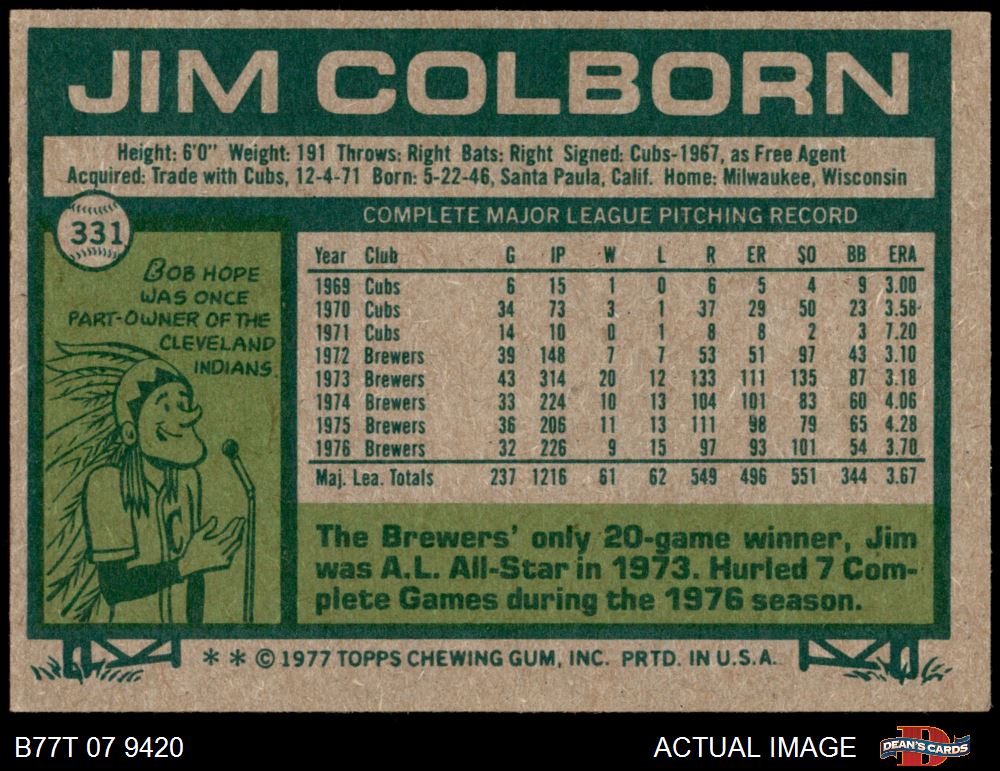 JIM COLBORN
Height: 6'0" Weight: 191 Throws: Right Bats: Right Signed: Cubs-1967, as Free Agent
Acquired: Trade with Cubs, 12-4-71 Born: 5-22-46, Santa Paula, Calif. Home: Milwaukee, Wisconsin
331
BOB HOPE
WAS ONCE
PART-OWNER OF THE
CLEVELAND
INDIANS.
C
COMPLETE MAJOR LEAGUE PITCHING RECORD
Year Club G IP W L R ER SO BB ERA
1969 Cubs 6 15 1 0 6 5 4 9 3.00
1970 Cubs 34 73 3 1 37 29 50 23 3.58
1971 Cubs 14 10 0 1 8 8 2 3 7.20
1972 Brewers 39 148 7 7 53 51 97 43 3.10
1973 Brewers 43 314 20 12 133 111 135 87 3.18
1974 Brewers 33 224 10 13 104 101 83 60 4.06
1975 Brewers 36 206 11 13 111 98 79 65 4.28
1976 Brewers 32 226 9 15 97 93 101 54 3.70
Maj. Lea. Totals 237 1216 61 62 549 496 551 344 3.67
The Brewers' only 20-game winner, Jim
was A.L. All-Star in 1973. Hurled 7 Com-
plete Games during the 1976 season.
* * © 1977 TOPPS CHEWING GUM, INC. PRTD. IN U.S.A.
B77T 07 9420 ACTUAL IMAGE DEAN'S CARDS